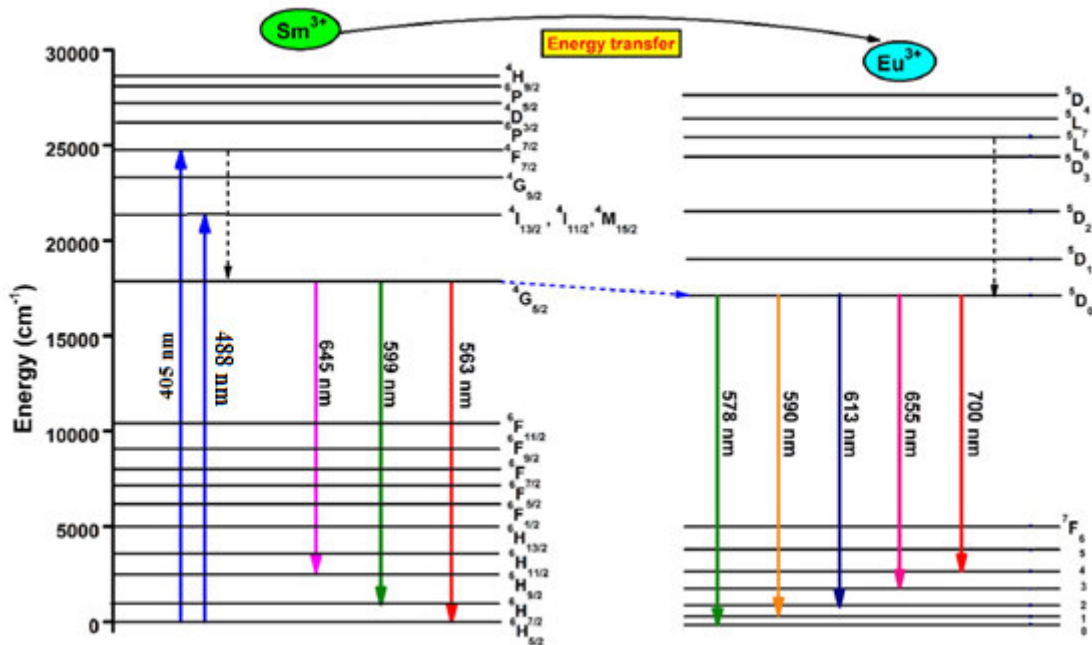 Sm³⁺
Energy transfer
Eu³⁺
Energy (cm⁻¹)
30000
25000
20000
15000
10000
5000
0
⁴H₉/₂
⁶P₅/₂
⁴D₃/₂
⁶P₇/₂
⁴F₇/₂
⁴G₉/₂
⁴I₁₃/₂ , ⁴I₁₁/₂, ⁴M₁₅/₂
⁴G₅/₂
⁶F₁₁/₂
⁶F₉/₂
⁶F₇/₂
⁶F₅/₂
⁶F₁/₂
⁶H₁₃/₂
⁶H₁₁/₂
⁶H₉/₂
⁶H₇/₂
⁶H₅/₂
405 nm
488 nm
645 nm
599 nm
563 nm
⁵D₄
⁵L₇
⁵L₆
⁵D₃
⁵D₂
⁵D₁
⁵D₀
578 nm
590 nm
613 nm
655 nm
700 nm
⁷F₆
5
4
3
2
1
0